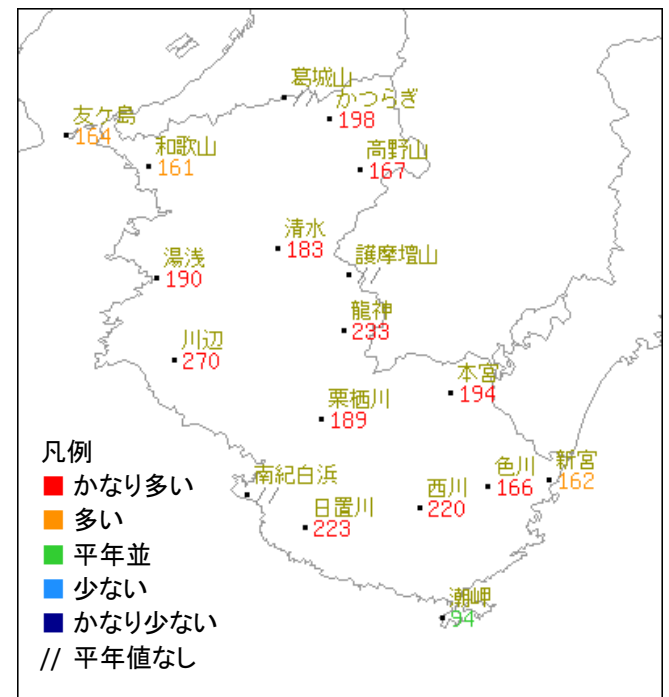 葛城山
//
かつらぎ
198
友ケ島
164
和歌山
161
高野山
167
清水
183
護摩壇山
//
湯浅
190
龍神
233
川辺
270
本宮
194
栗栖川
189
南紀白浜
//
日置川
223
西川
220
色川
166
新宮
162
潮岬
94
凡例
かなり多い
多い
平年並
少ない
かなり少ない
// 平年値なし